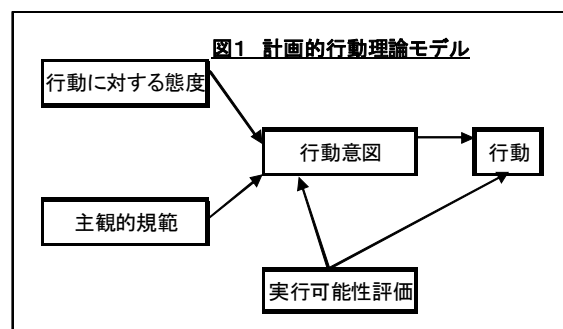 図1 計画的行動理論モデル
行動に対する態度
行動意図
行動
主観的規範
実行可能性評価